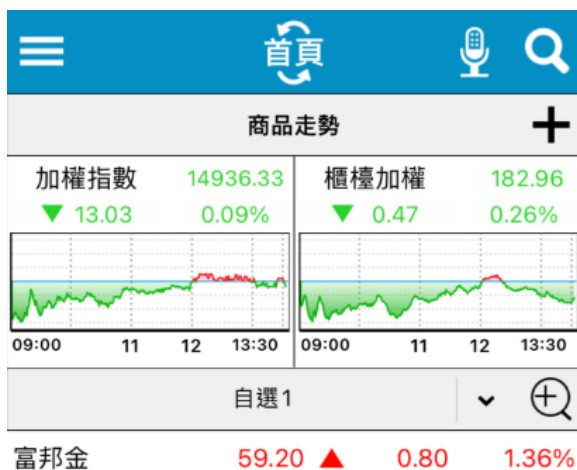 首頁
商品走勢
加權指數 14936.33 櫃檯加權 182.96
▼ 13.03 0.09% ▼ 0.47 0.26%
09:00 11 12 13:30 09:00 11 12 13:30
自選1
富邦金 59.20 ▲ 0.80 1.36%